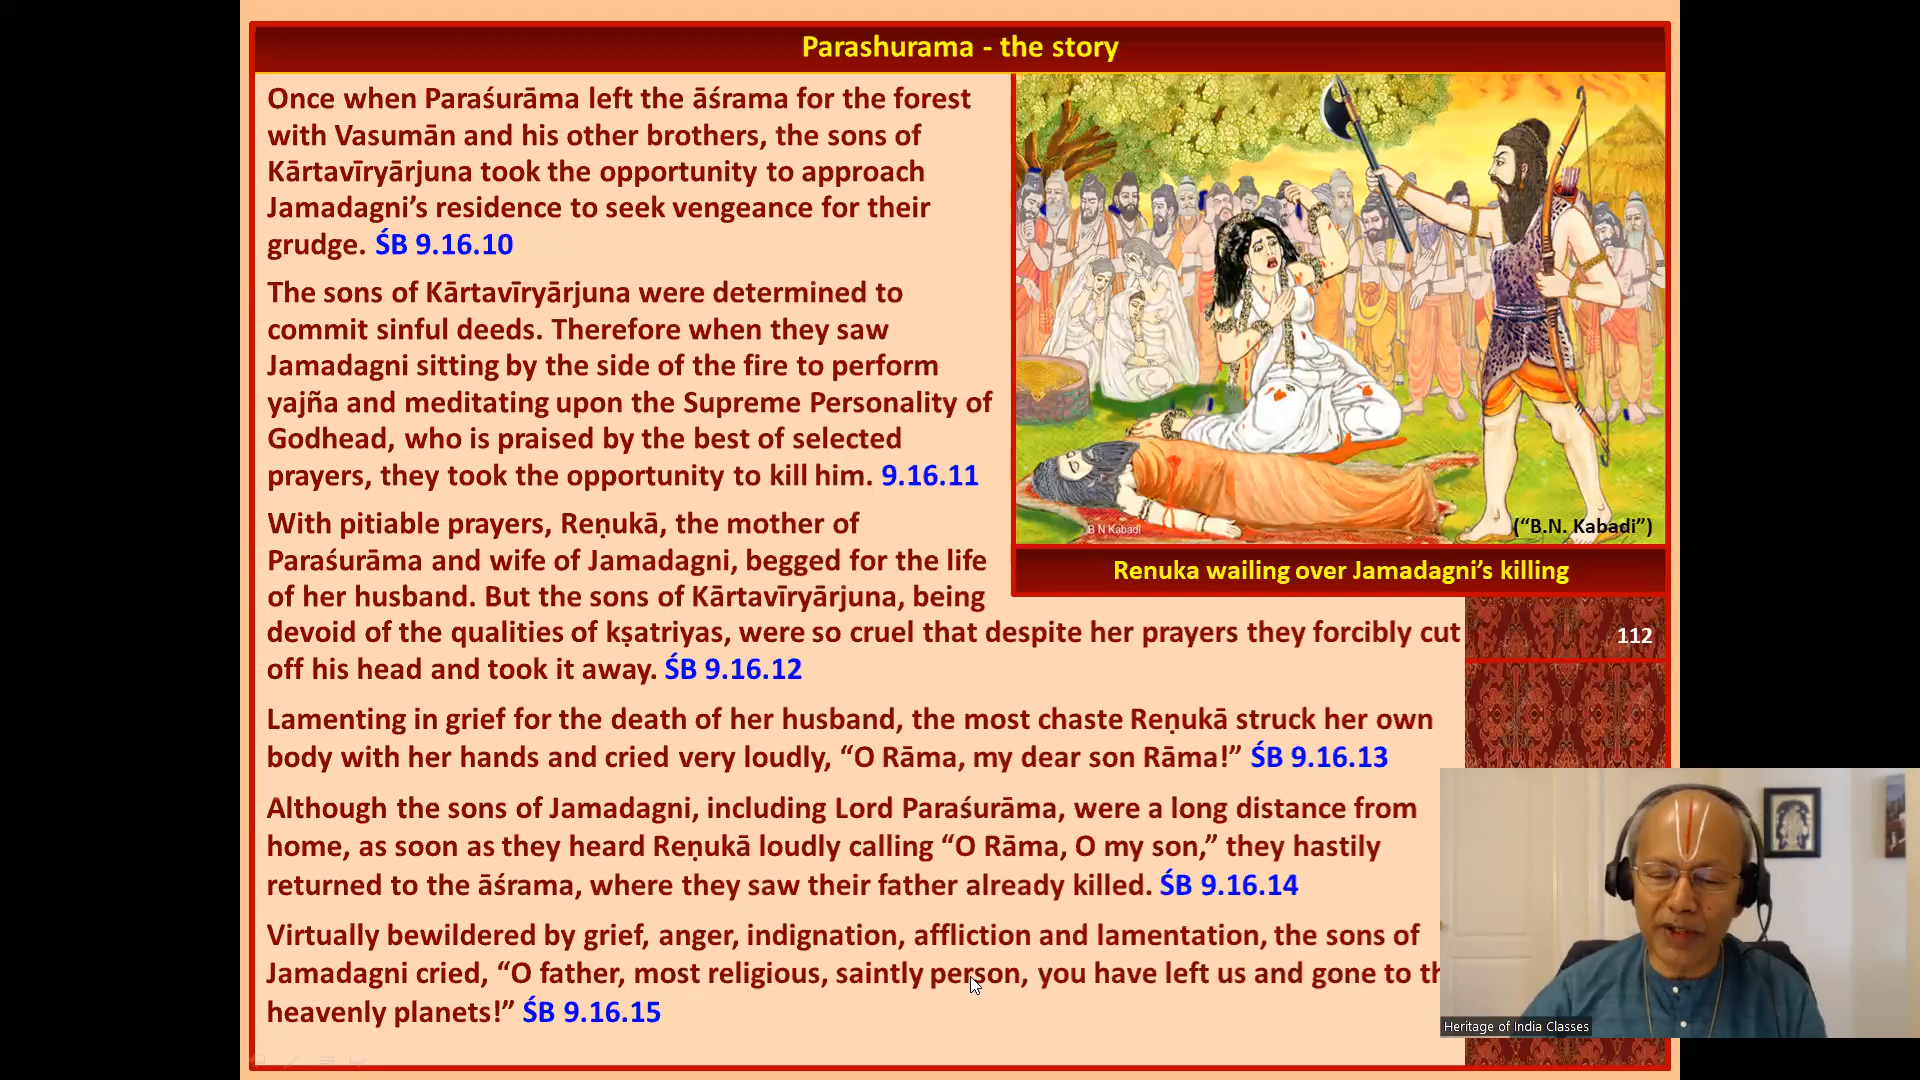 Parashurama - the story
Once when Paraśurāma left the āśrama for the forest
with Vasumān and his other brothers, the sons of
Kārtavīryārjuna took the opportunity to approach
Jamadagni’s residence to seek vengeance for their
grudge. ŚB 9.16.10
The sons of Kārtavīryārjuna were determined to
commit sinful deeds. Therefore when they saw
Jamadagni sitting by the side of the fire to perform
yajña and meditating upon the Supreme Personality of
Godhead, who is praised by the best of selected
prayers, they took the opportunity to kill him. 9.16.11
With pitiable prayers, Reṇukā, the mother of
Paraśurāma and wife of Jamadagni, begged for the life
of her husband. But the sons of Kārtavīryārjuna, being
devoid of the qualities of kṣatriyas, were so cruel that despite her prayers they forcibly cut
off his head and took it away. ŚB 9.16.12
Lamenting in grief for the death of her husband, the most chaste Reṇukā struck her own
body with her hands and cried very loudly, “O Rāma, my dear son Rāma!” ŚB 9.16.13
Although the sons of Jamadagni, including Lord Paraśurāma, were a long distance from
home, as soon as they heard Reṇukā loudly calling “O Rāma, O my son,” they hastily
returned to the āśrama, where they saw their father already killed. ŚB 9.16.14
Virtually bewildered by grief, anger, indignation, affliction and lamentation, the sons of
Jamadagni cried, “O father, most religious, saintly person, you have left us and gone to th
heavenly planets!” ŚB 9.16.15
B N Kabadi
(“B.N. Kabadi”)
Renuka wailing over Jamadagni’s killing
112
Heritage of India Classes